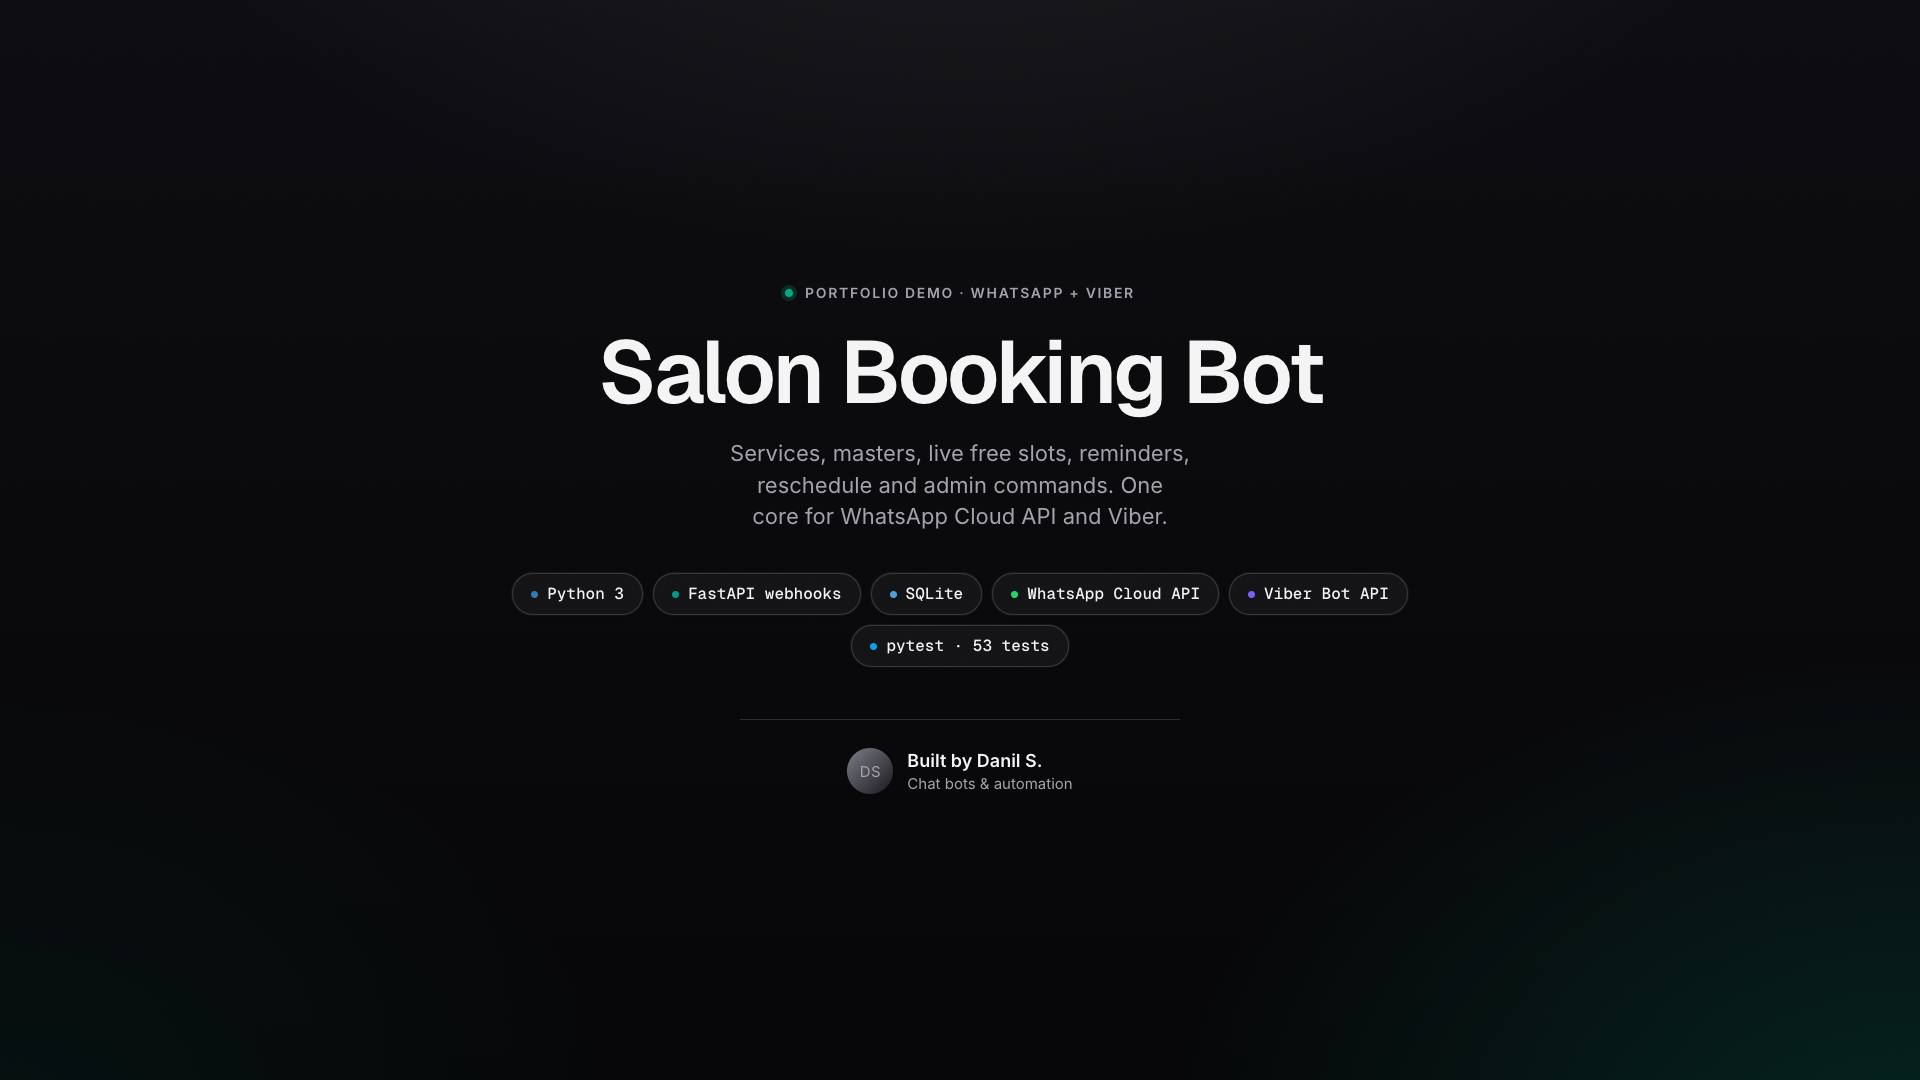 PORTFOLIO DEMO · WHATSAPP + VIBER
Salon Booking Bot
Services, masters, live free slots, reminders,
reschedule and admin commands. One
core for WhatsApp Cloud API and Viber.
Python 3
FastAPI webhooks
SQLite
WhatsApp Cloud API
Viber Bot API
pytest · 53 tests
DS
Built by Danil S.
Chat bots & automation